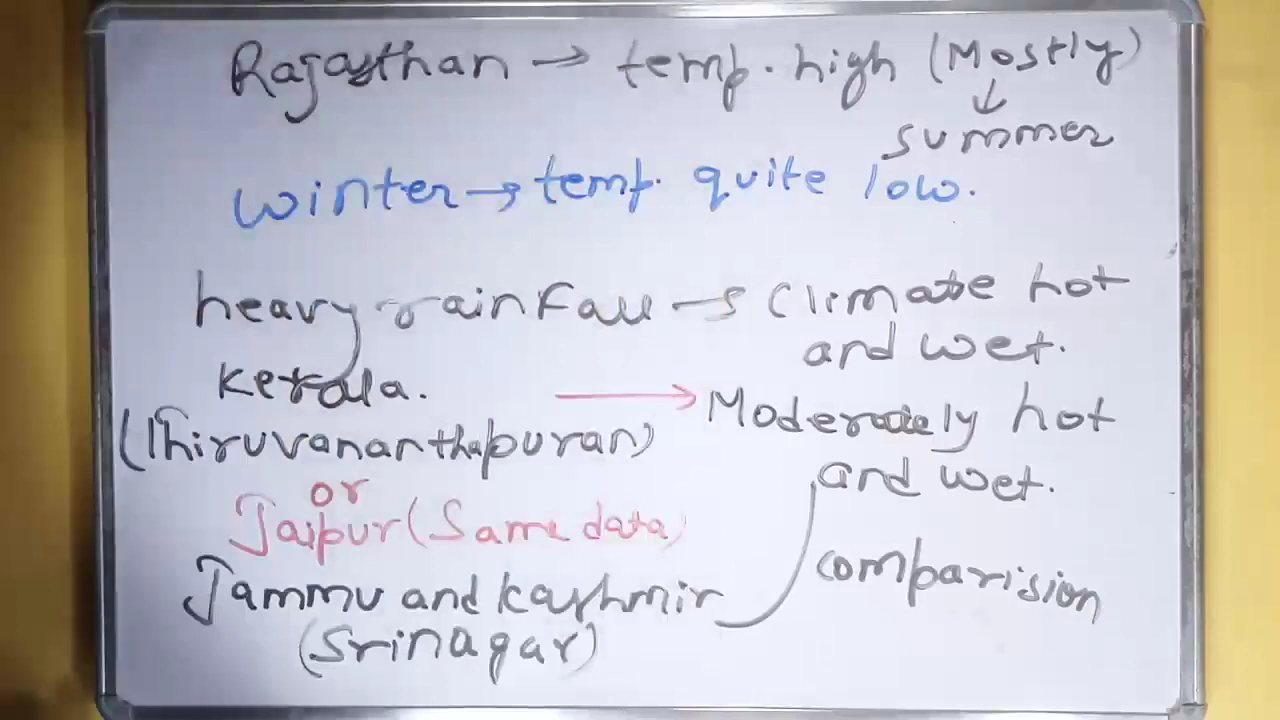 Rajasthan → temp. high (Mostly)
↓
summer
winter → temp. quite low.
heavy rainfall → climate hot
and wet.
kerala.
→ Moderately hot
(Thiruvananthapuran)
and wet.
or
Jaipur (Same data)
comparision
Jammu and kashmir
(Srinagar)